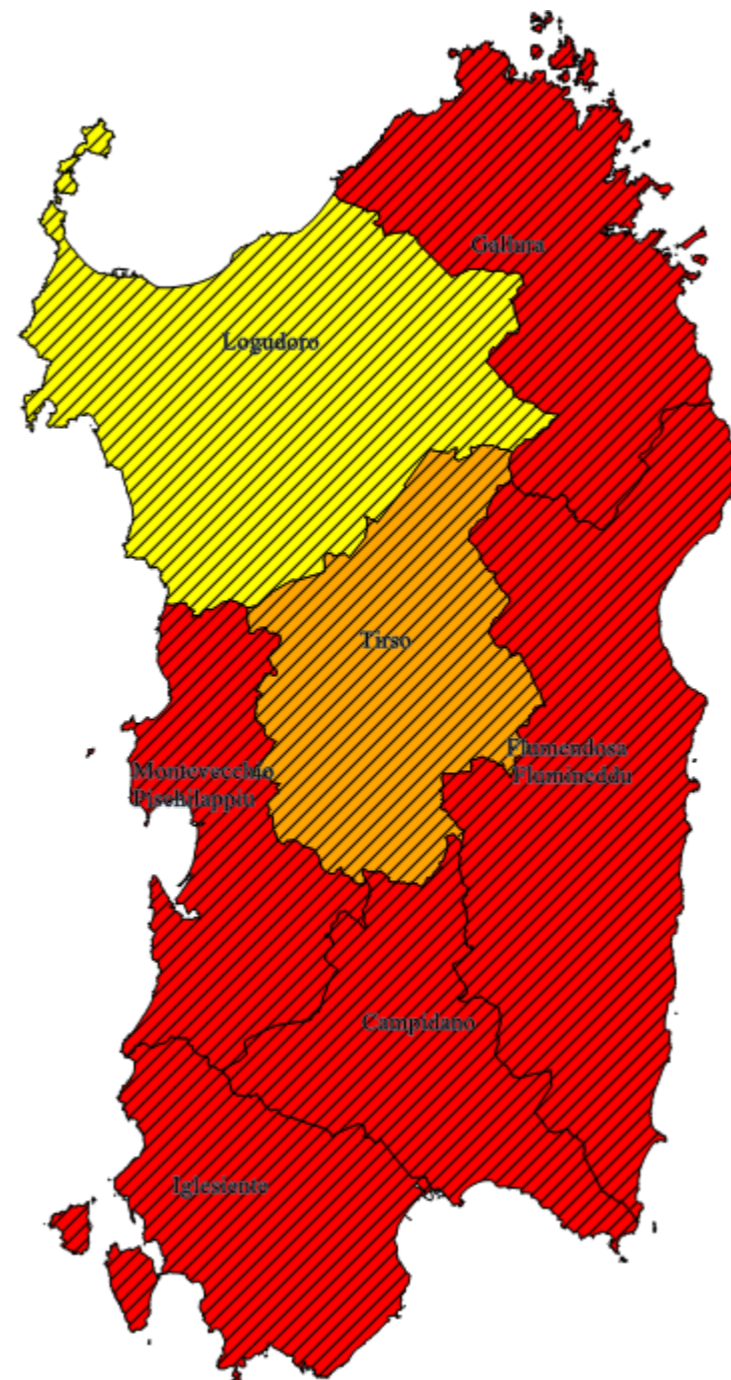 Gallura
Logudoro
Tirso
Flumendosa
Flumineddu
Montevecchio
Pischilappiu
Campidano
Iglesiente